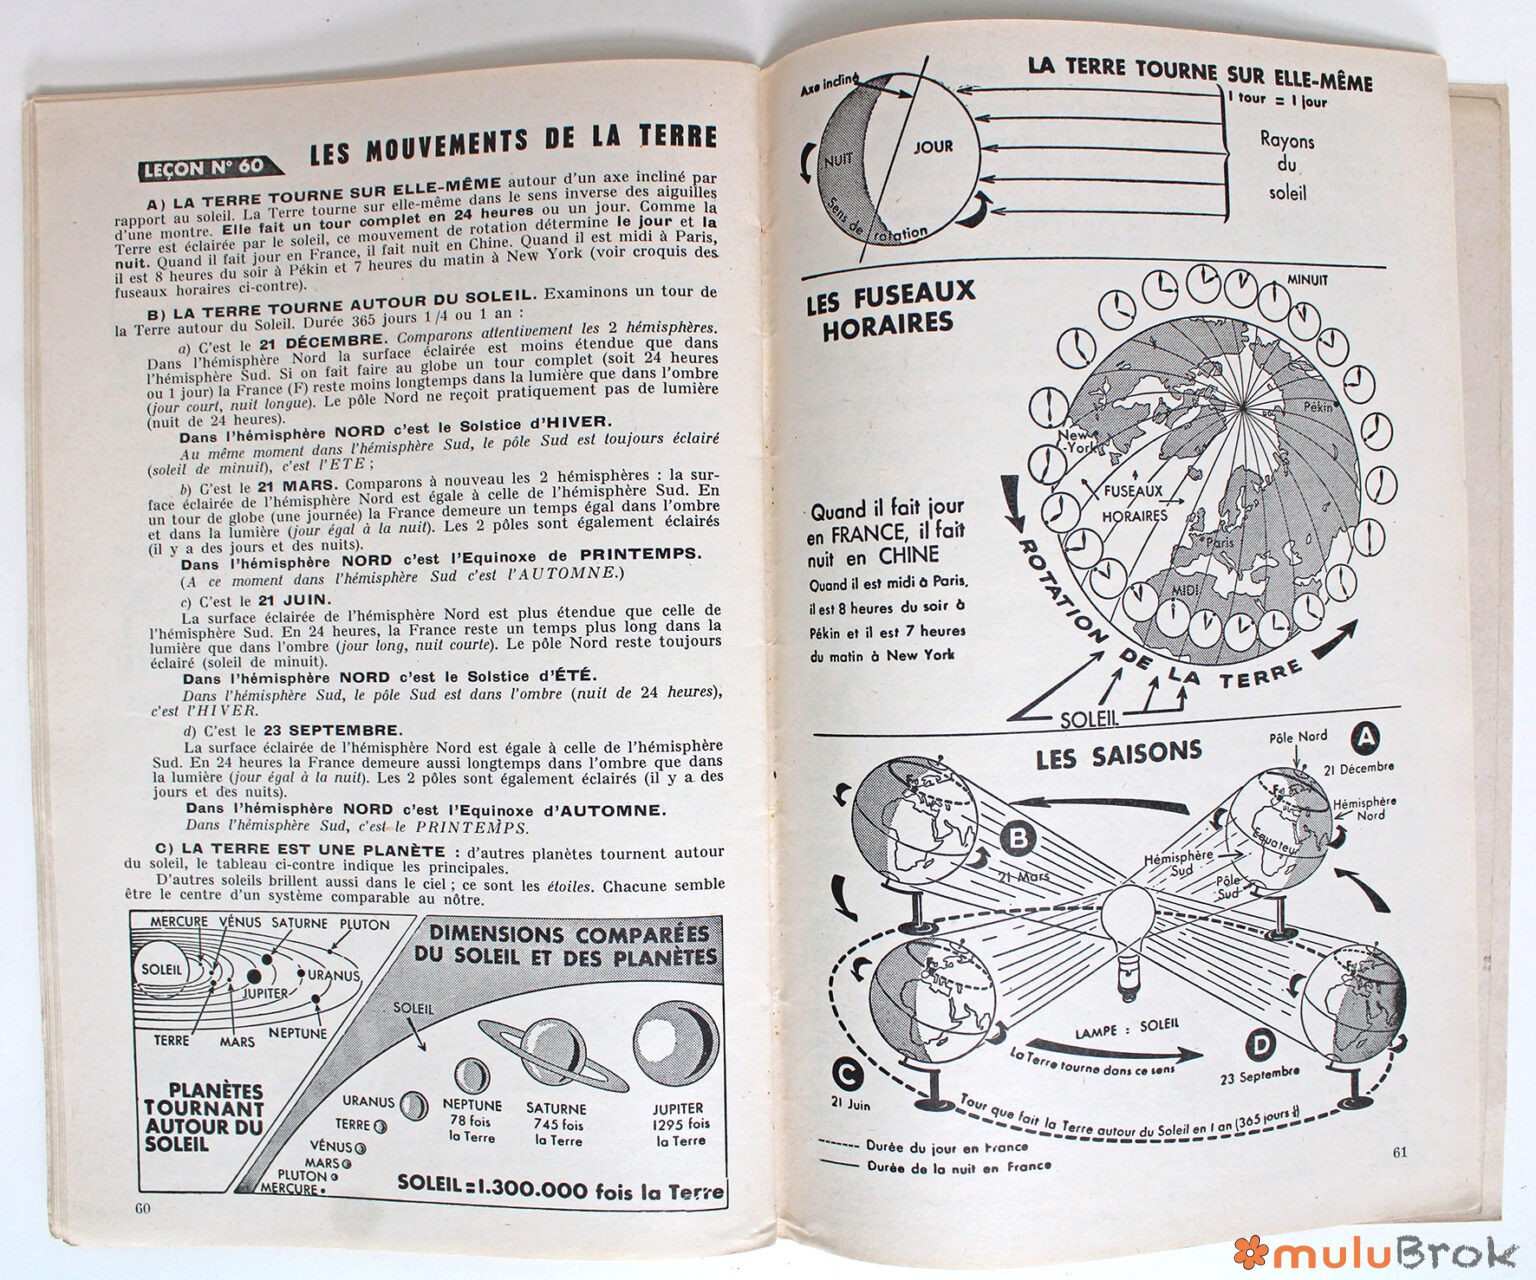 LEÇON Nº 60
LES MOUVEMENTS DE LA TERRE
A) LA TERRE TOURNE SUR ELLE-MÊME autour d'un axe incliné par
rapport au soleil. La Terre tourne sur elle-même dans le sens inverse des aiguilles
d'une montre. Elle fait un tour complet en 24 heures ou un jour. Comme la
Terre est éclairée par le soleil, ce mouvement de rotation détermine le jour et la
nuit. Quand il fait jour en France, il fait nuit en Chine. Quand il est midi à Paris,
il est 8 heures du soir à Pékin et 7 heures du matin à New York (voir croquis des
fuseaux horaires ci-contre).
B) LA TERRE TOURNE AUTOUR DU SOLEIL. Examinons un tour de
la Terre autour du Soleil. Durée 365 jours 1/4 ou 1 an :
a) C'est le 21 DÉCEMBRE. Comparons attentivement les 2 hémisphères.
Dans l'hémisphère Nord la surface éclairée est moins étendue que dans
l'hémisphère Sud. Si on fait faire au globe un tour complet (soit 24 heures
ou 1 jour) la France (F) reste moins longtemps dans la lumière que dans l'ombre
(jour court, nuit longue). Le pôle Nord ne reçoit pratiquement pas de lumière
(nuit de 24 heures).
Dans l'hémisphère NORD c'est le Solstice d'HIVER.
Au même moment dans l'hémisphère Sud, le pôle Sud est toujours éclairé
(soleil de minuit), c'est l'ETE ;
b) C'est le 21 MARS. Comparons à nouveau les 2 hémisphères : la sur-
face éclairée de l'hémisphère Nord est égale à celle de l'hémisphère Sud. En
un tour de globe (une journée) la France demeure un temps égal dans l'ombre
et dans la lumière (jour égal à la nuit). Les 2 pôles sont également éclairés
(il y a des jours et des nuits).
Dans l'hémisphère NORD c'est l'Equinoxe de PRINTEMPS.
(A ce moment dans l'hémisphère Sud c'est l'AUTOMNE.)
c) C'est le 21 JUIN.
La surface éclairée de l'hémisphère Nord est plus étendue que celle de
l'hémisphère Sud. En 24 heures, la France reste un temps plus long dans la
lumière que dans l'ombre (jour long, nuit courte). Le pôle Nord reste toujours
éclairé (soleil de minuit).
Dans l'hémisphère NORD c'est le Solstice d'ÉTÉ.
Dans l'hémisphère Sud, le pôle Sud est dans l'ombre (nuit de 24 heures),
c'est l'HIVER.
d) C'est le 23 SEPTEMBRE.
La surface éclairée de l'hémisphère Nord est égale à celle de l'hémisphère
Sud. En 24 heures la France demeure aussi longtemps dans l'ombre que dans
la lumière (jour égal à la nuit). Les 2 pôles sont également éclairés (il y a des
jours et des nuits).
Dans l'hémisphère NORD c'est l'Equinoxe d'AUTOMNE.
Dans l'hémisphère Sud, c'est le PRINTEMPS.
C) LA TERRE EST UNE PLANÈTE : d'autres planètes tournent autour
du soleil, le tableau ci-contre indique les principales.
D'autres soleils brillent aussi dans le ciel ; ce sont les étoiles. Chacune semble
être le centre d'un système comparable au nôtre.
MERCURE VÉNUS SATURNE PLUTON
SOLEIL
URANUS
JUPITER
NEPTUNE
TERRE MARS
PLANÈTES
TOURNANT
AUTOUR DU
SOLEIL
DIMENSIONS COMPARÉES
DU SOLEIL ET DES PLANÈTES
SOLEIL
URANUS
TERRE
VÉNUS
MARS
PLUTON
MERCURE
NEPTUNE
78 fois
la Terre
SATURNE
745 fois
la Terre
JUPITER
1295 fois
la Terre
SOLEIL=1.300.000 fois la Terre
60
LA TERRE TOURNE SUR ELLE-MÊME
1 tour = 1 jour
Axe incliné
NUIT
JOUR
Sens de rotation
Rayons
du
soleil
LES FUSEAUX
HORAIRES
MINUIT
Pékin
New-
-York
FUSEAUX
HORAIRES
Paris
MIDI
ROTATION DE LA TERRE
SOLEIL
Quand il fait jour
en FRANCE, il fait
nuit en CHINE
Quand il est midi à Paris,
il est 8 heures du soir à
Pékin et il est 7 heures
du matin à New York
LES SAISONS
Pôle Nord
A
21 Décembre
Hémisphère
Nord
F
Equateur
Hémisphère
Sud
Pôle
Sud
F
B
21 Mars
F
C
21 Juin
LAMPE : SOLEIL
La Terre tourne dans ce sens
F
D
23 Septembre
Tour que fait la Terre autour du Soleil en 1 an (365 jours ¼)
Durée du jour en France
Durée de la nuit en France
61
muluBrok